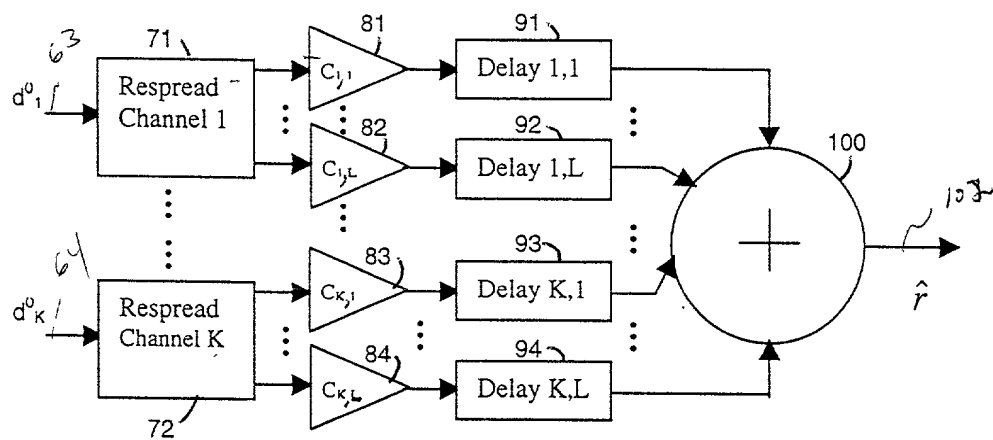 63
71
81
91
d⁰₁
Respread
Channel 1
C₁,₁
Delay 1,1
82
92
C₁,L
Delay 1,L
100
+
64
83
93
d⁰K
Respread
Channel K
CK,1
Delay K,1
r̂
84
94
CK,L
Delay K,L
72